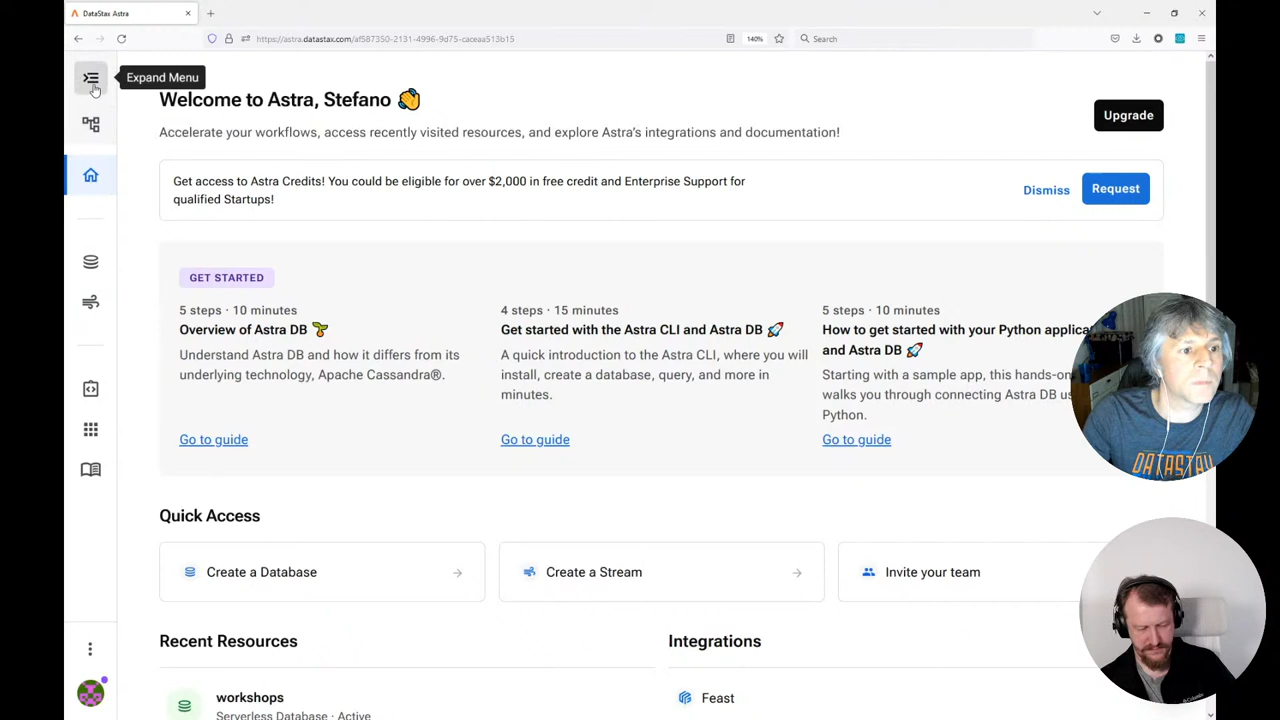 DataStax Astra
https://astra.datastax.com/af587350-2131-4996-9d75-caceaa513b15
140%
Search
Expand Menu
Welcome to Astra, Stefano
Accelerate your workflows, access recently visited resources, and explore Astra's integrations and documentation!
Upgrade
Get access to Astra Credits! You could be eligible for over $2,000 in free credit and Enterprise Support for
qualified Startups!
Dismiss
Request
GET STARTED
5 steps · 10 minutes
Overview of Astra DB
Understand Astra DB and how it differs from its
underlying technology, Apache Cassandra®.
Go to guide
4 steps · 15 minutes
Get started with the Astra CLI and Astra DB
A quick introduction to the Astra CLI, where you will
install, create a database, query, and more in
minutes.
Go to guide
5 steps · 10 minutes
How to get started with your Python applica
and Astra DB
Starting with a sample app, this hands-on
walks you through connecting Astra DB us
Python.
Go to guide
DATASTAX
Quick Access
Create a Database
Create a Stream
Invite your team
Recent Resources
workshops
Serverless Database · Active
Integrations
Feast